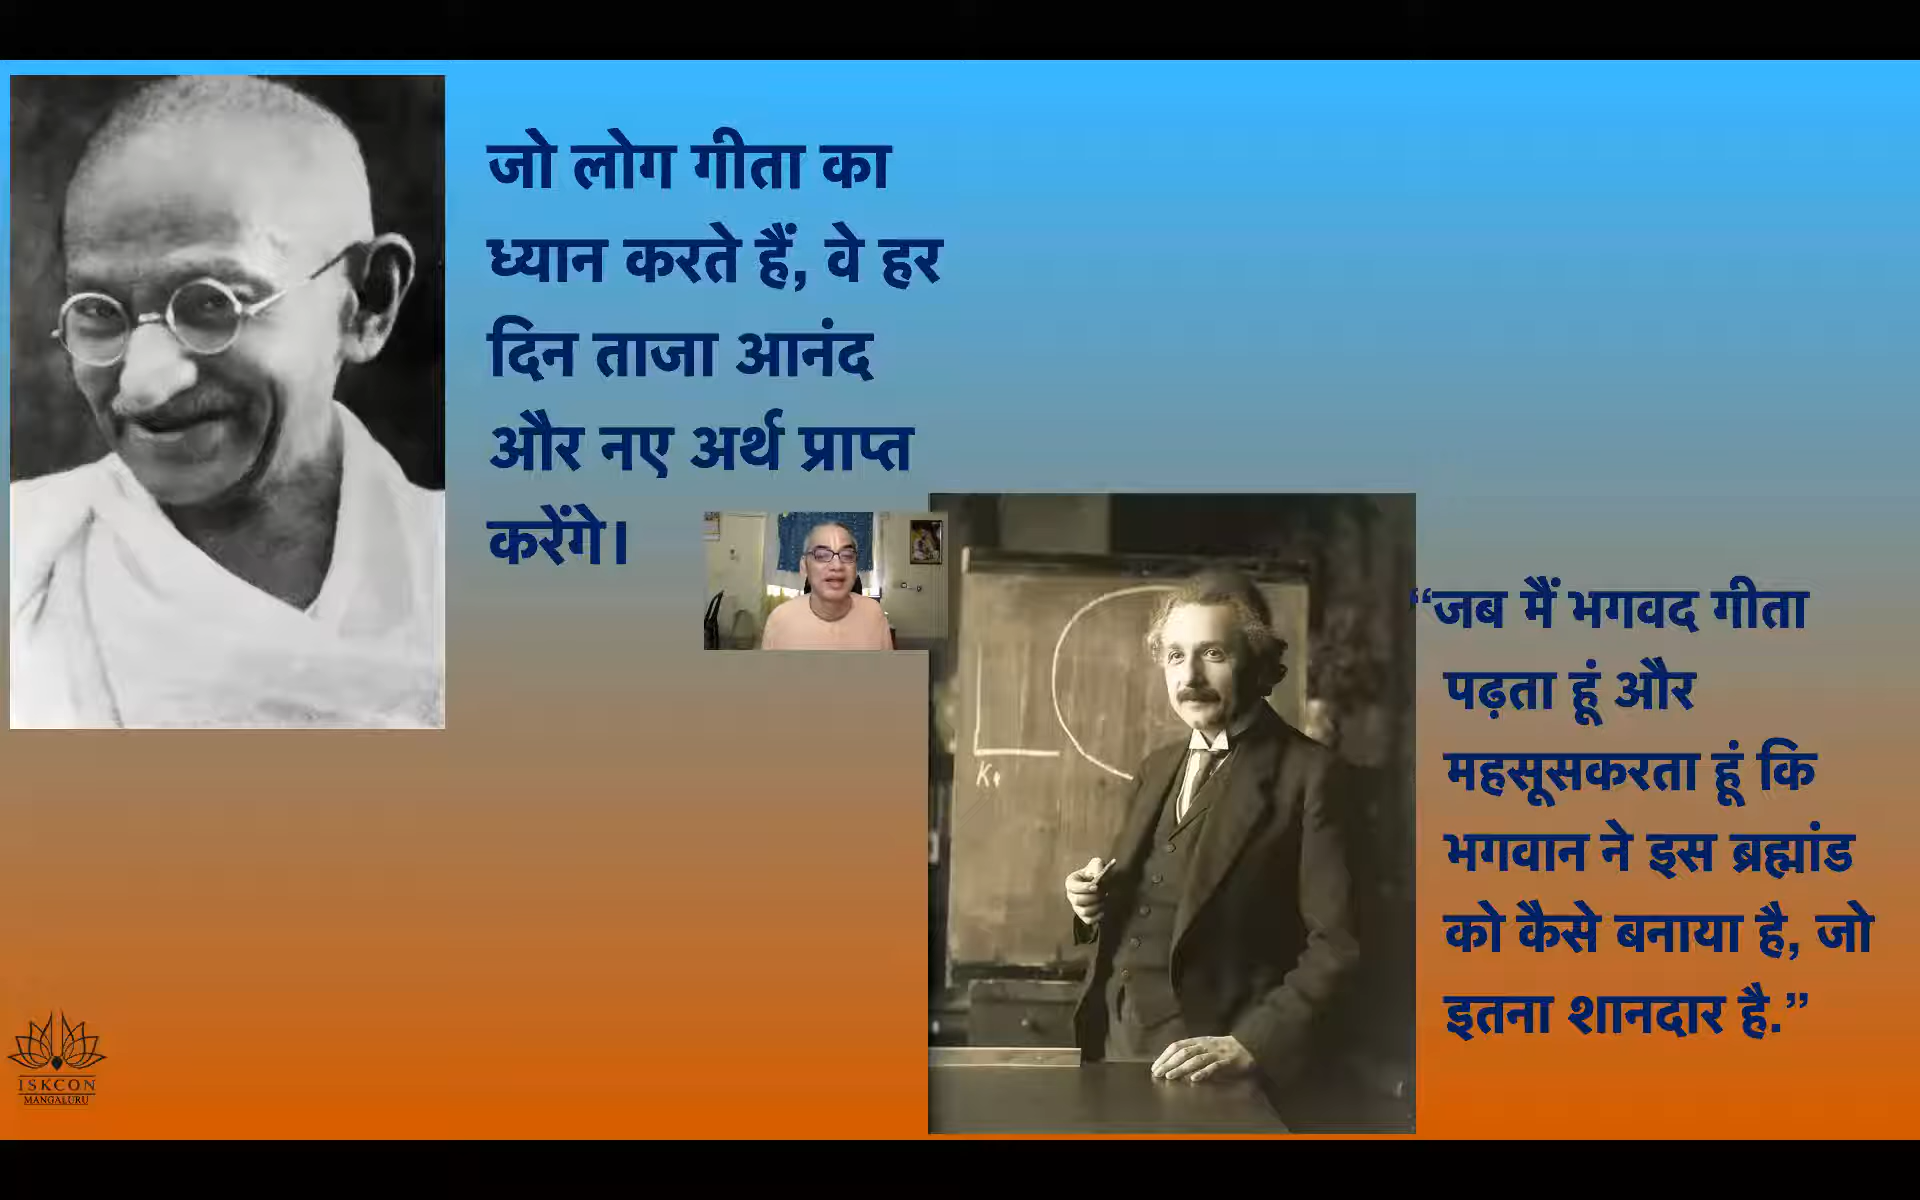 जो लोग गीता का
ध्यान करते हैं, वे हर
दिन ताजा आनंद
और नए अर्थ प्राप्त
करेंगे।
“जब मैं भगवद गीता
पढ़ता हूं और
महसूसकरता हूं कि
भगवान ने इस ब्रह्मांड
को कैसे बनाया है, जो
इतना शानदार है.”
ISKCON
MANGALURU